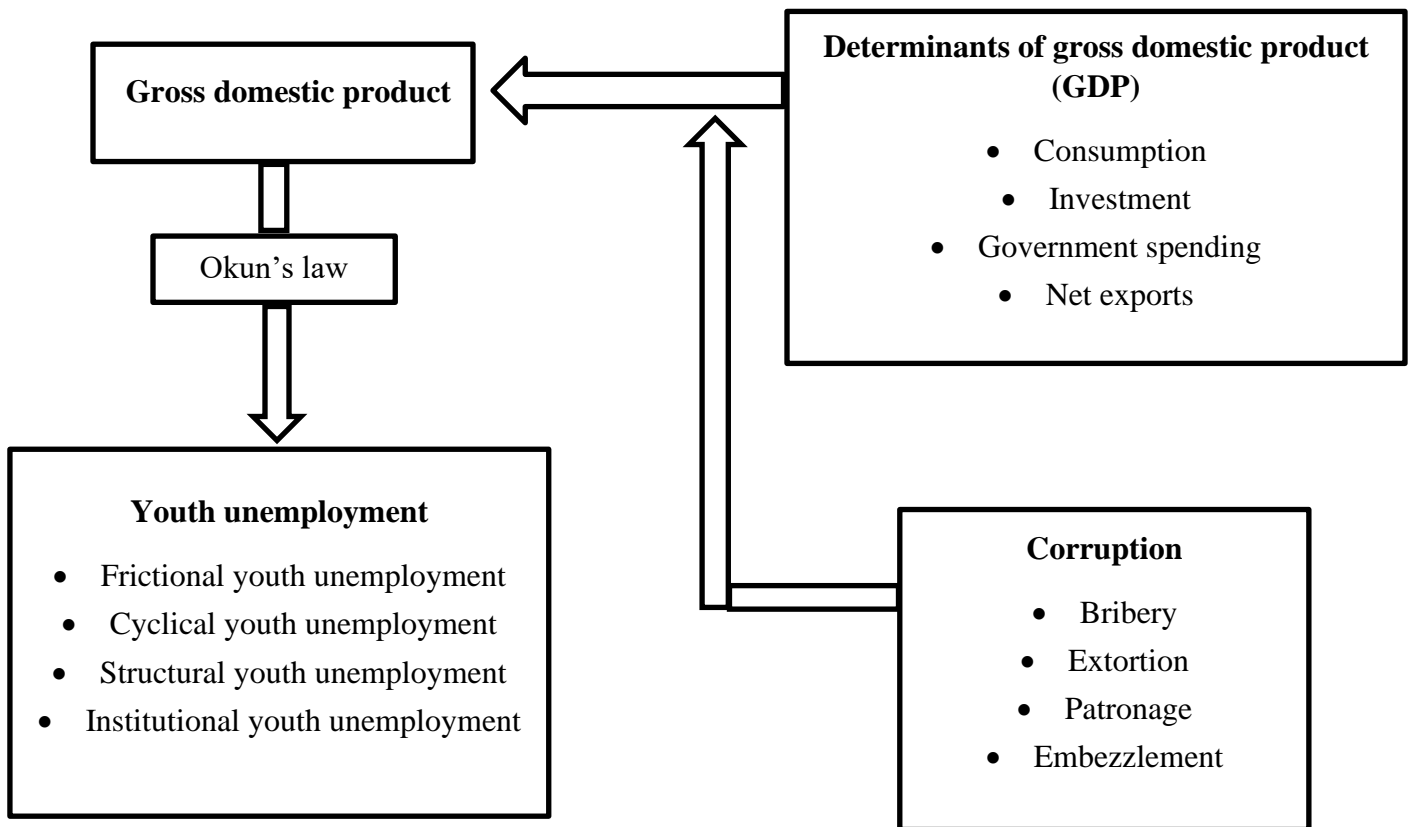 Gross domestic product
Determinants of gross domestic product
(GDP)
• Consumption
• Investment
• Government spending
• Net exports
Okun’s law
Youth unemployment
• Frictional youth unemployment
• Cyclical youth unemployment
• Structural youth unemployment
• Institutional youth unemployment
Corruption
• Bribery
• Extortion
• Patronage
• Embezzlement